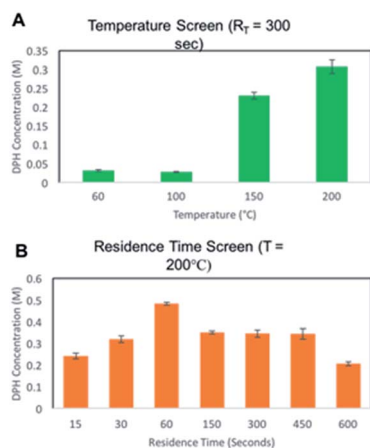 A
Temperature Screen (RT = 300
sec)
DPH Concentration (M)
0.35
0.3
0.25
0.2
0.15
0.1
0.05
0
60 100 150 200
Temperature (°C)
B
Residence Time Screen (T =
200°C)
DPH Concentration (M)
0.6
0.5
0.4
0.3
0.2
0.1
0
15 30 60 150 300 450 600
Residence Time (Seconds)